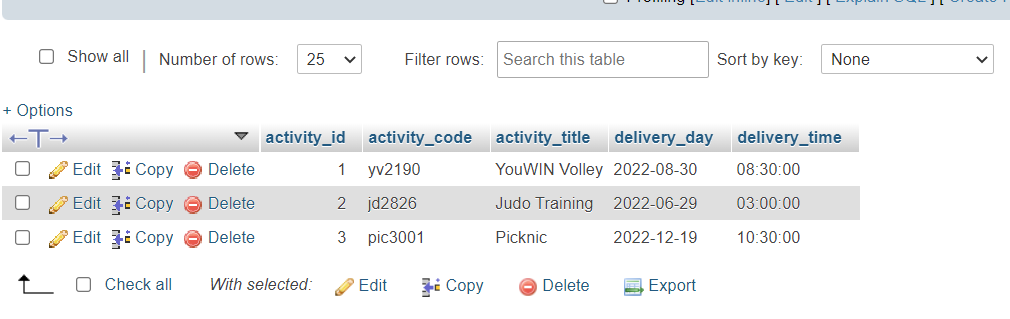 Profiling [Edit inline] [ Edit ] [ Explain SQL ] [ Create
Show all Number of rows: 25 Filter rows: Search this table Sort by key: None
+ Options
←T→ activity_id activity_code activity_title delivery_day delivery_time
Edit Copy Delete 1 yv2190 YouWIN Volley 2022-08-30 08:30:00
Edit Copy Delete 2 jd2826 Judo Training 2022-06-29 03:00:00
Edit Copy Delete 3 pic3001 Picknic 2022-12-19 10:30:00
Check all With selected: Edit Copy Delete Export